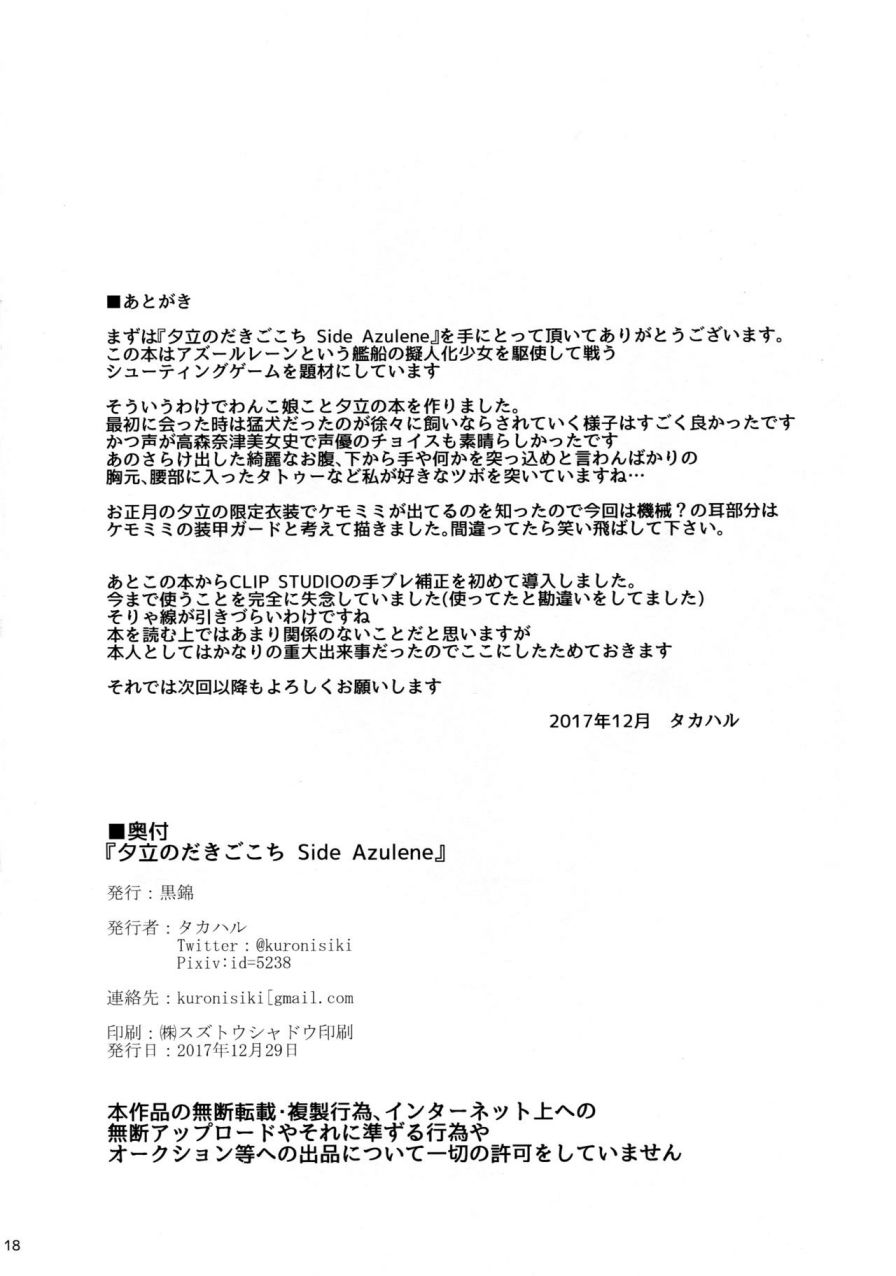 ■あとがき
まずは『夕立のだきごこち Side Azulene』を手にとって頂いてありがとうございます。
この本はアズールレーンという艦船の擬人化少女を駆使して戦う
シューティングゲームを題材にしています
そういうわけでわんこ娘こと夕立の本を作りました。
最初に会った時は猛犬だったのが徐々に飼いならされていく様子はすごく良かったです
かつ声が高森奈津美女史で声優のチョイスも素晴らしかったです
あのさらけ出した綺麗なお腹、下から手や何かを突っ込めと言わんばかりの
胸元、腰部に入ったタトゥーなど私が好きなツボを突いていますね…
お正月の夕立の限定衣装でケモミミが出てるのを知ったので今回は機械？の耳部分は
ケモミミの装甲ガードと考えて描きました。間違ってたら笑い飛ばして下さい。
あとこの本からCLIP STUDIOの手ブレ補正を初めて導入しました。
今まで使うことを完全に失念していました(使ってたと勘違いをしてました)
そりゃ線が引きづらいわけですね
本を読む上ではあまり関係のないことだと思いますが
本人としてはかなりの重大出来事だったのでここにしたためておきます
それでは次回以降もよろしくお願いします
2017年12月　タカハル
■奥付
『夕立のだきごこち Side Azulene』
発行：黒錦
発行者：タカハル
Twitter：@kuronisiki
Pixiv:id=5238
連絡先：kuronisiki[gmail.com
印刷：㈱スズトウシャドウ印刷
発行日：2017年12月29日
本作品の無断転載・複製行為、インターネット上への
無断アップロードやそれに準ずる行為や
オークション等への出品について一切の許可をしていません
18